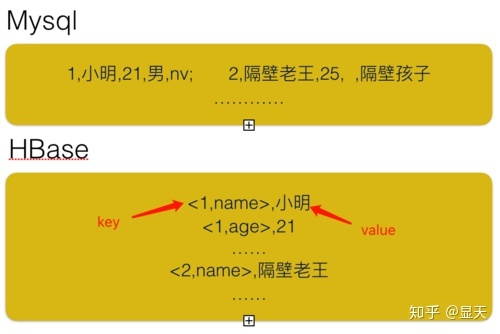 Mysql
1,小明,21,男,nv; 2,隔壁老王,25, ,隔壁孩子
…………
HBase
<1,name>,小明
key
<1,age>,21
value
……
<2,name>,隔壁老王
……
知乎 @显天